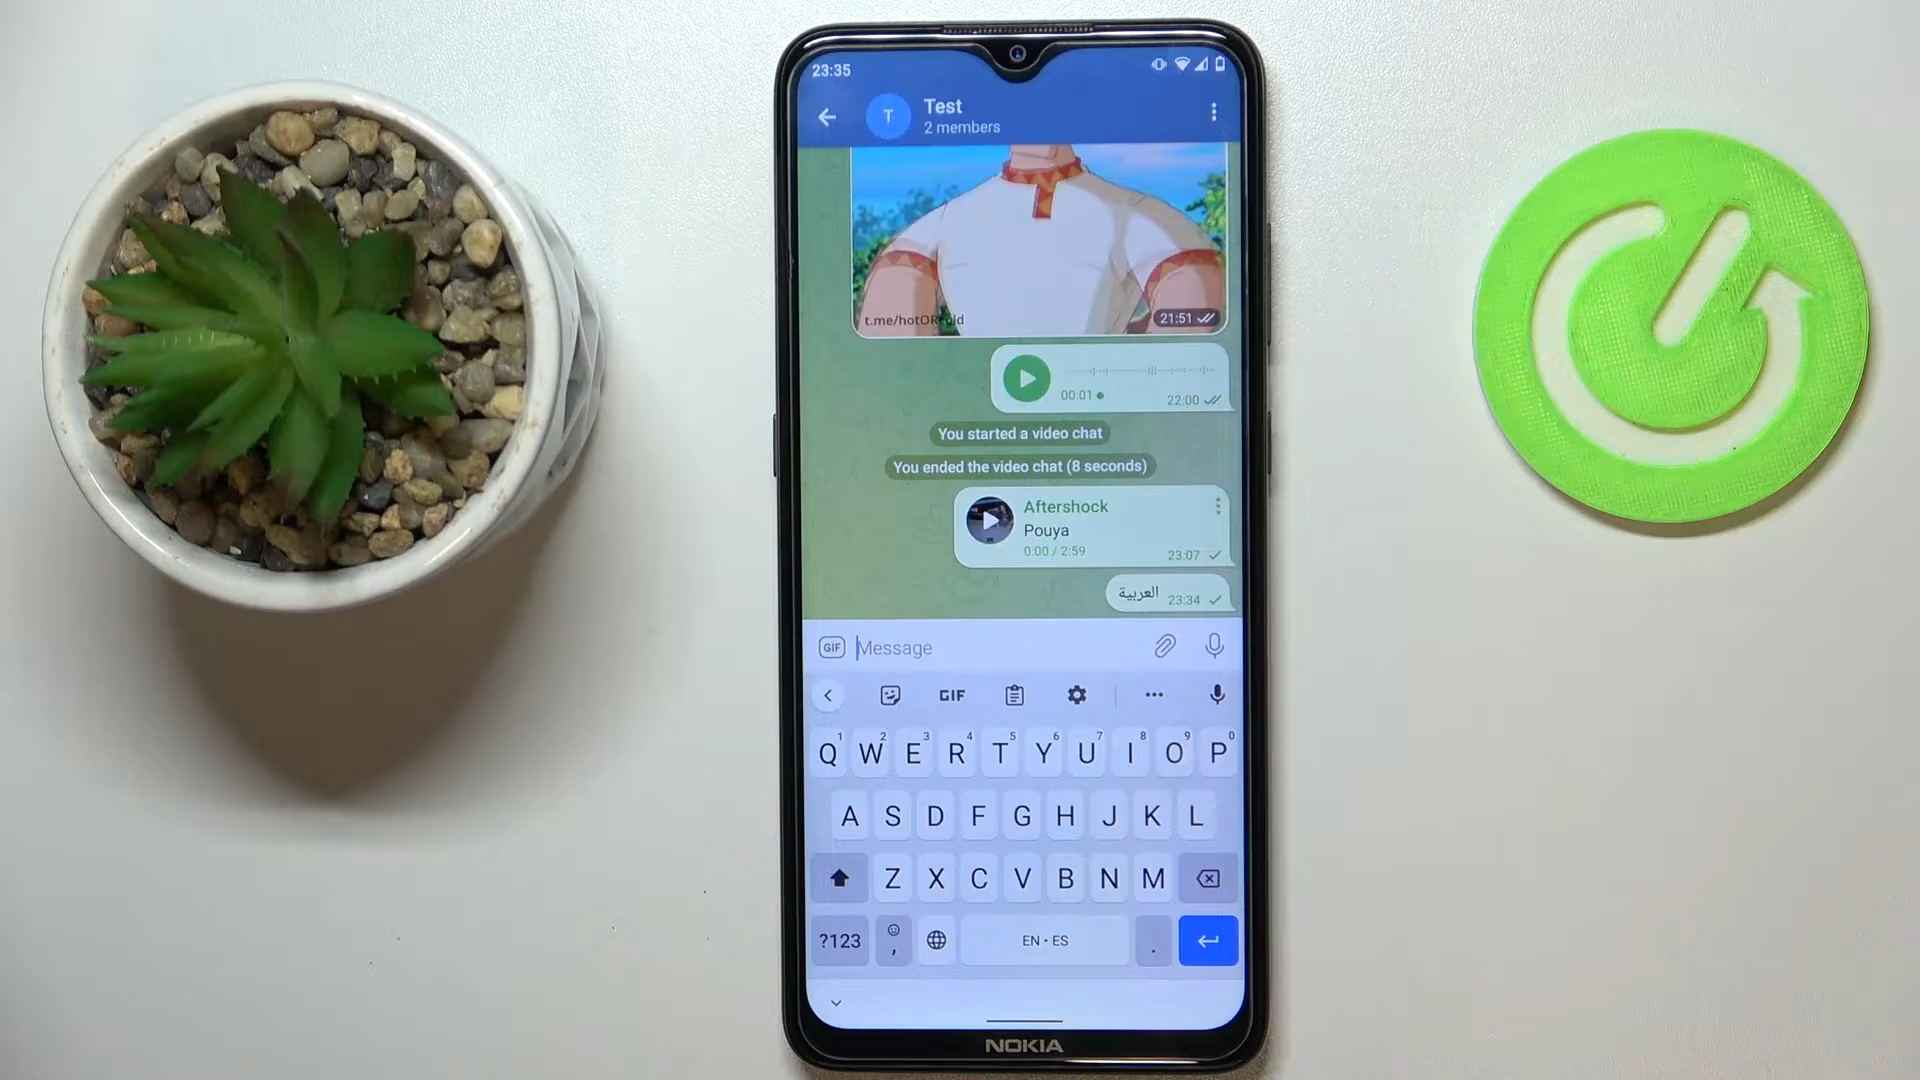 23:35
T
Test
2 members
21:51
00:01
22:00
You started a video chat
You ended the video chat (8 seconds)
Aftershock
Pouya
0:00 / 2:59
23:07
العربية
23:34
GIF
Message
GIF
1 2 3 4 5 6 7 8 9 0
Q W E R T Y U I O P
A S D F G H J K L
Z X C V B N M
?123
,
EN • ES
.
NOKIA